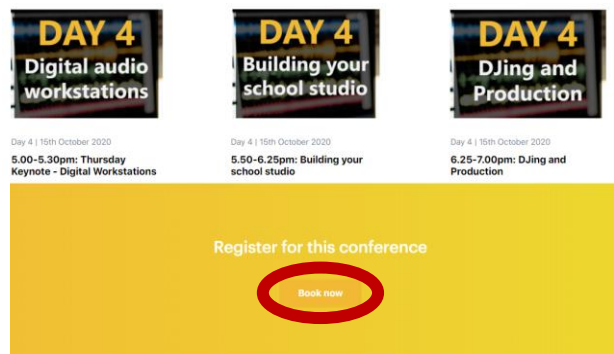 DAY 4
Digital audio
workstations
DAY 4
Building your
school studio
DAY 4
DJing and
Production
Day 4 | 15th October 2020
5.00-5.30pm: Thursday
Keynote - Digital Workstations
Day 4 | 15th October 2020
5.50-6.25pm: Building your
school studio
Day 4 | 15th October 2020
6.25-7.00pm: DJing and
Production
Register for this conference
Book now